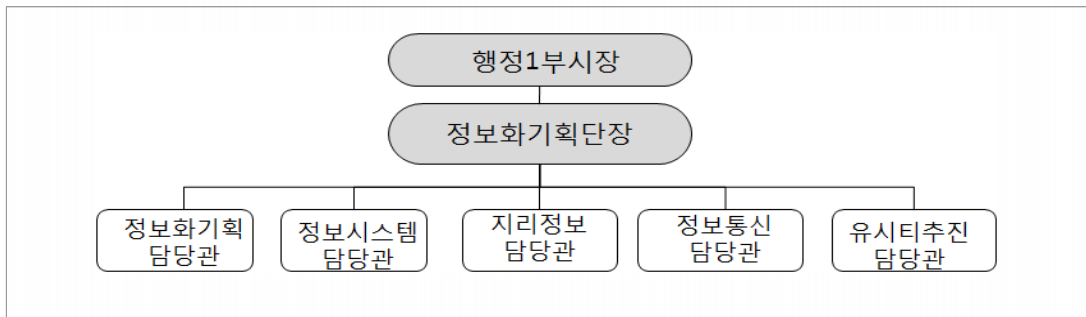 행정1부시장
정보화기획단장
정보화기획
담당관
정보시스템
담당관
지리정보
담당관
정보통신
담당관
유시티추진
담당관